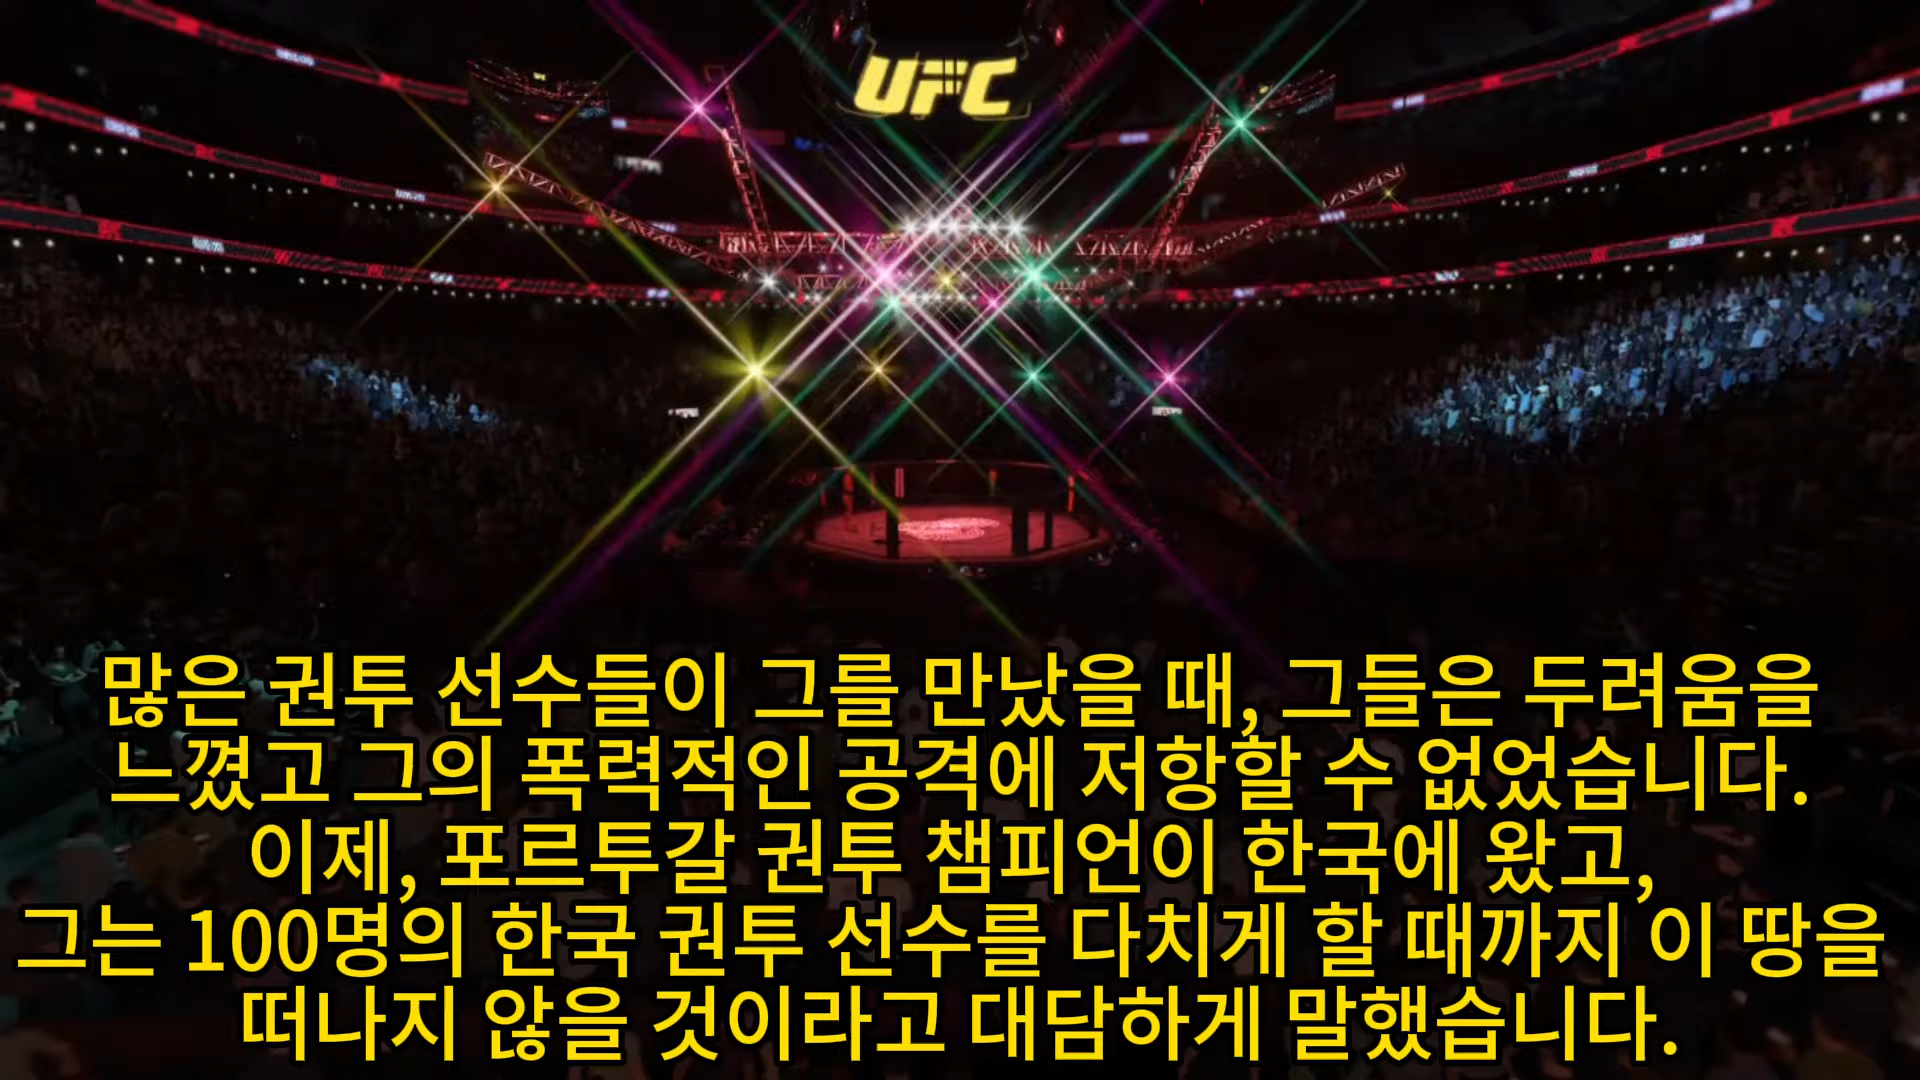 UFC
많은 권투 선수들이 그를 만났을 때, 그들은 두려움을
느꼈고 그의 폭력적인 공격에 저항할 수 없었습니다.
이제, 포르투갈 권투 챔피언이 한국에 왔고,
그는 100명의 한국 권투 선수를 다치게 할 때까지 이 땅을
떠나지 않을 것이라고 대담하게 말했습니다.